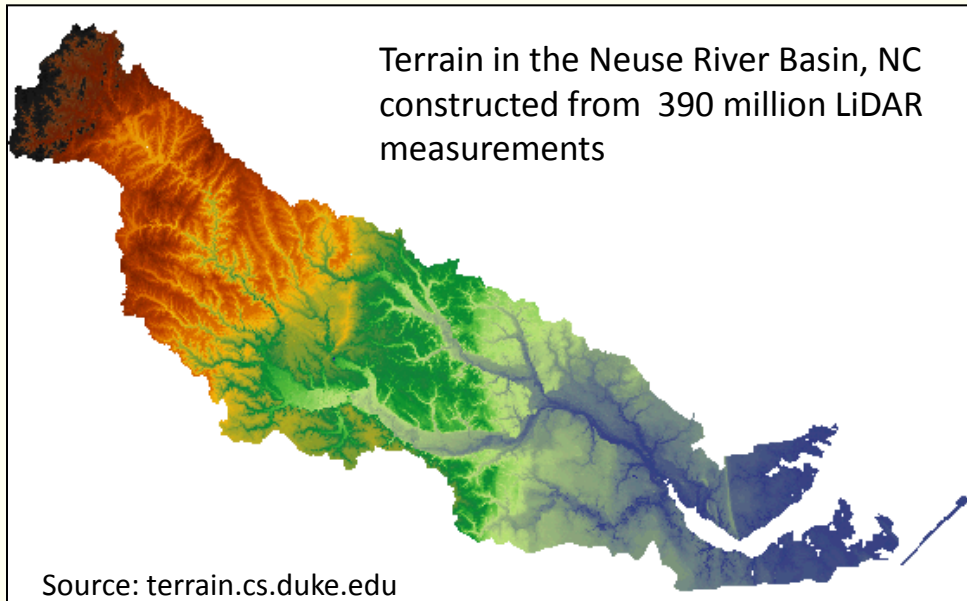 Terrain in the Neuse River Basin, NC
constructed from  390 million LiDAR
measurements
Source: terrain.cs.duke.edu